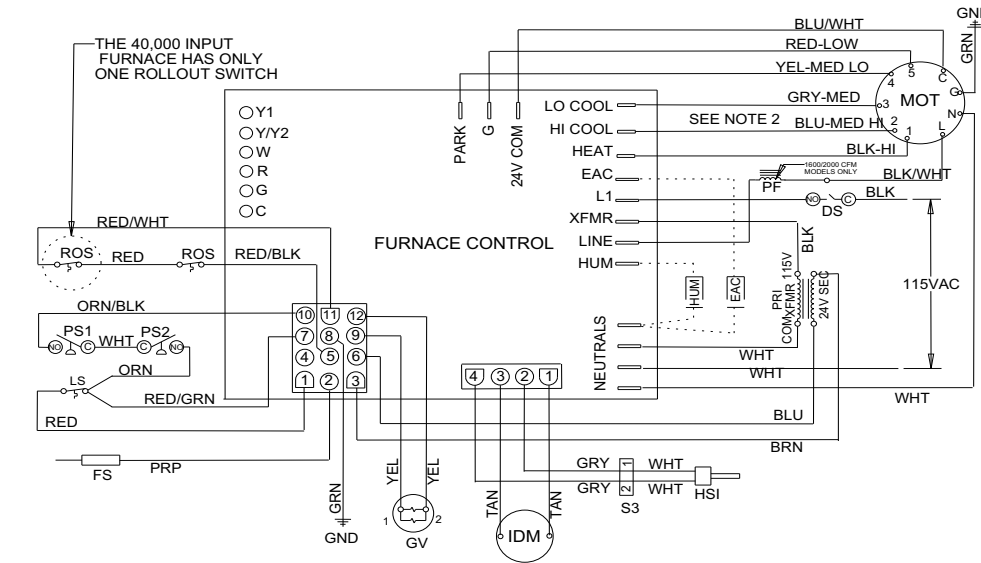 THE 40,000 INPUT
FURNACE HAS ONLY
ONE ROLLOUT SWITCH
BLU/WHT
GND
GRN
RED-LOW
YEL-MED LO
GRY-MED
SEE NOTE 2
BLU-MED HI
BLK-HI
MOT
4
5
C
G
N
3
2
1
L
Y1
Y/Y2
W
R
G
C
PARK
G
24V COM
LO COOL
HI COOL
HEAT
EAC
L1
XFMR
LINE
HUM
NEUTRALS
FURNACE CONTROL
1600/2000 CFM
MODELS ONLY
PF
BLK/WHT
NO
C
DS
BLK
BLK
115VAC
HUM
EAC
COM
PRI
XFMR
115V
24V SEC
WHT
WHT
WHT
BLU
BRN
RED/WHT
ROS
RED
ROS
RED/BLK
ORN/BLK
PS1
NO
C
WHT
PS2
C
NO
ORN
LS
RED/GRN
RED
FS
PRP
10 11 12
7 8 9
4 5 6
1 2 3
4 3 2 1
GRN
GND
YEL
YEL
1
2
GV
TAN
TAN
IDM
GRY
GRY
1
2
S3
WHT
WHT
HSI